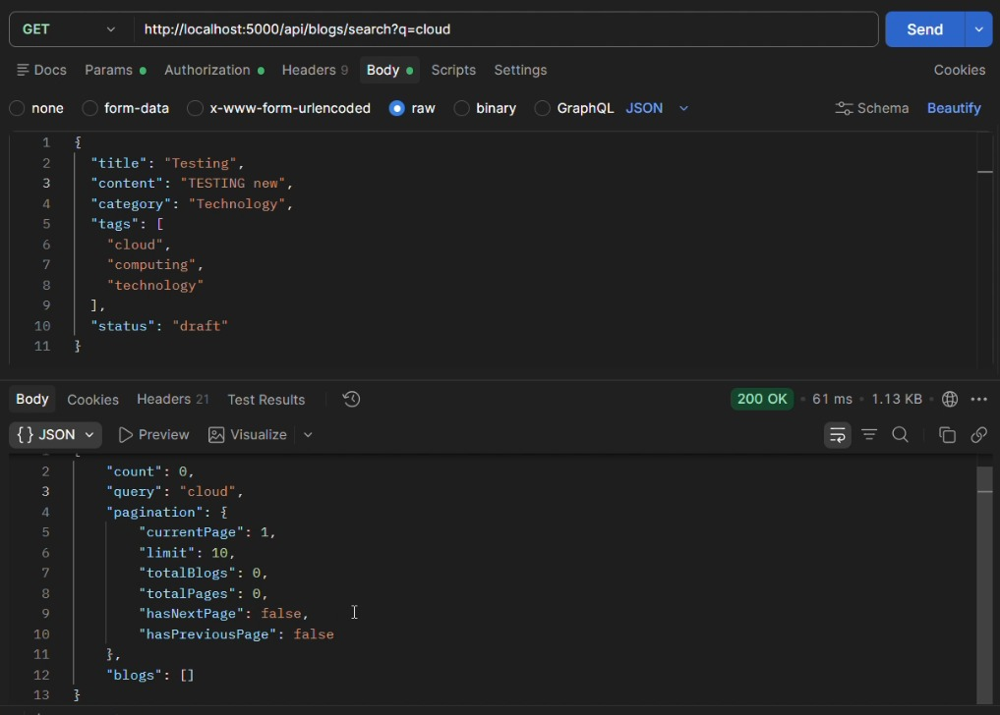 GET http://localhost:5000/api/blogs/search?q=cloud Send
Docs Params Authorization Headers 9 Body Scripts Settings Cookies
none form-data x-www-form-urlencoded raw binary GraphQL JSON Schema Beautify
1 {
2 "title": "Testing",
3 "content": "TESTING new",
4 "category": "Technology",
5 "tags": [
6 "cloud",
7 "computing",
8 "technology"
9 ],
10 "status": "draft"
11 }
Body Cookies Headers 21 Test Results 200 OK • 61 ms • 1.13 KB •
{} JSON Preview Visualize
2 "count": 0,
3 "query": "cloud",
4 "pagination": {
5 "currentPage": 1,
6 "limit": 10,
7 "totalBlogs": 0,
8 "totalPages": 0,
9 "hasNextPage": false,
10 "hasPreviousPage": false
11 },
12 "blogs": []
13 }